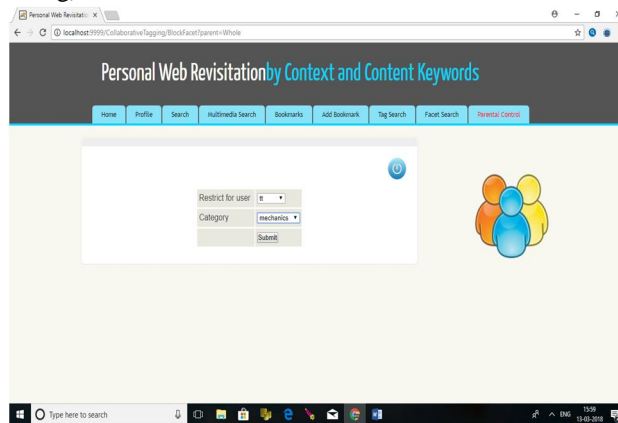 Personal Web Revisitatio ×
localhost:9999/CollaborativeTagging/BlockFacet?parent=Whole
Personal Web Revisitationby Context and Content Keywords
Home Profile Search Multimedia Search Bookmarks Add Bookmark Tag Search Facet Search Parental Control
Restrict for user tt
Category mechanics
Submit
Type here to search ENG 15:59
13-03-2018